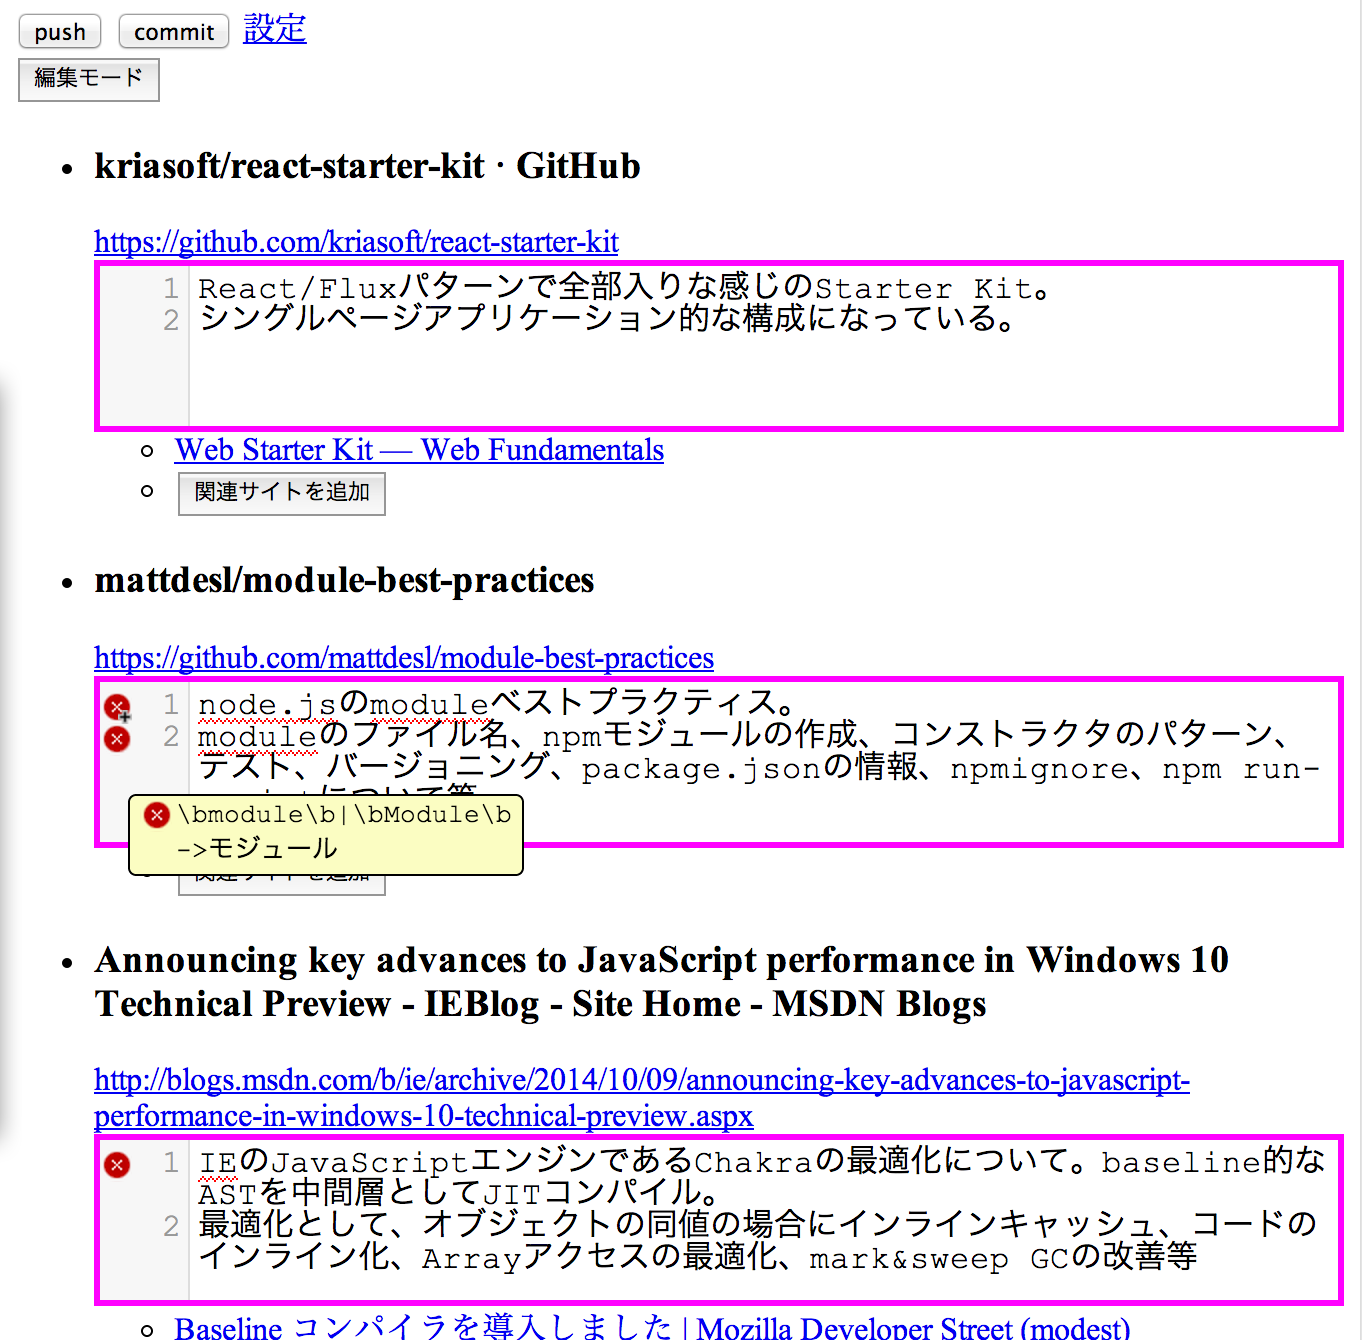 push commit 設定
編集モード
kriasoft/react-starter-kit · GitHub
https://github.com/kriasoft/react-starter-kit
1 React/Fluxパターンで全部入りな感じのStarter Kit。
2 シングルページアプリケーション的な構成になっている。
Web Starter Kit — Web Fundamentals
関連サイトを追加
mattdesl/module-best-practices
https://github.com/mattdesl/module-best-practices
1 node.jsのmoduleベストプラクティス。
2 moduleのファイル名、npmモジュールの作成、コンストラクタのパターン、
テスト、バージョニング、package.jsonの情報、npmignore、npm run-
について等
\bmodule\b|\bModule\b
->モジュール
関連サイトを追加
Announcing key advances to JavaScript performance in Windows 10
Technical Preview - IEBlog - Site Home - MSDN Blogs
http://blogs.msdn.com/b/ie/archive/2014/10/09/announcing-key-advances-to-javascript-
performance-in-windows-10-technical-preview.aspx
1 IEのJavaScriptエンジンであるChakraの最適化について。baseline的な
ASTを中間層としてJITコンパイル。
2 最適化として、オブジェクトの同値の場合にインラインキャッシュ、コードの
インライン化、Arrayアクセスの最適化、mark&sweep GCの改善等
Baseline コンパイラを導入しました | Mozilla Developer Street (modest)